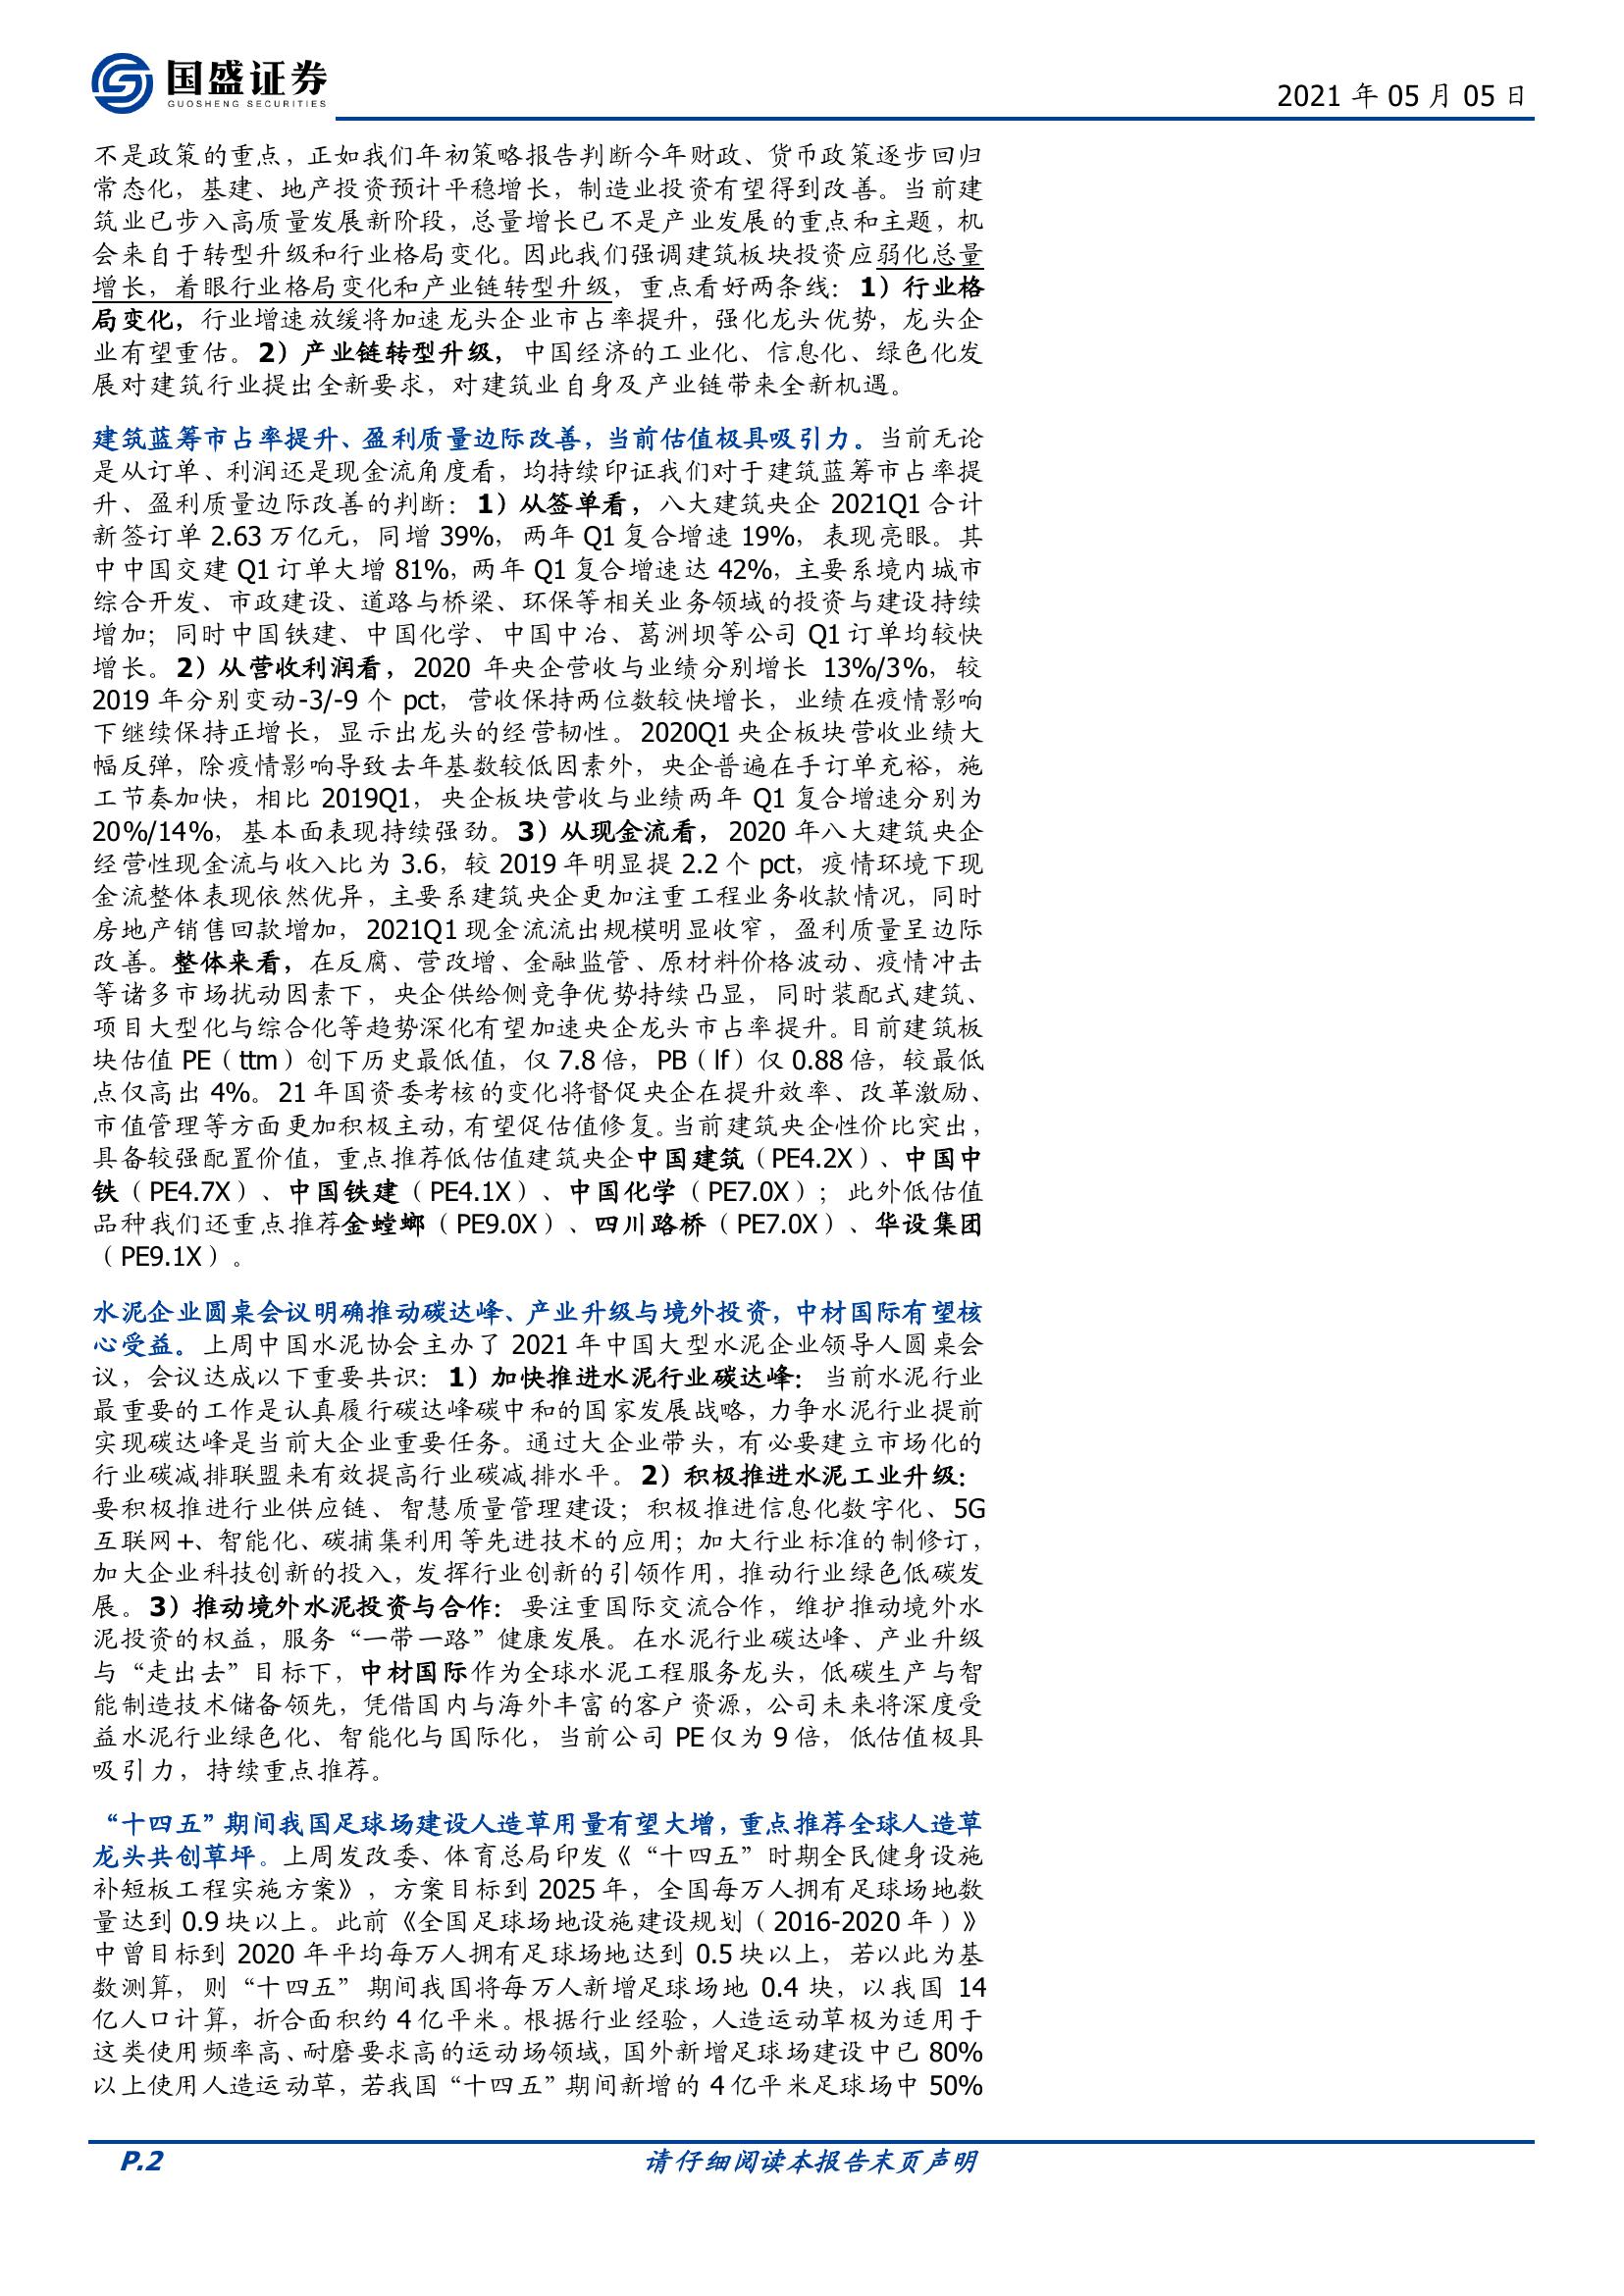 国盛证券
GUOSHENG SECURITIES
2021 年 05 月 05 日
不是政策的重点，正如我们年初策略报告判断今年财政、货币政策逐步回归
常态化，基建、地产投资预计平稳增长，制造业投资有望得到改善。当前建
筑业已步入高质量发展新阶段，总量增长已不是产业发展的重点和主题，机
会来自于转型升级和行业格局变化。因此我们强调建筑板块投资应弱化总量
增长，着眼行业格局变化和产业链转型升级，重点看好两条线：1）行业格
局变化，行业增速放缓将加速龙头企业市占率提升，强化龙头优势，龙头企
业有望重估。2）产业链转型升级，中国经济的工业化、信息化、绿色化发
展对建筑行业提出全新要求，对建筑业自身及产业链带来全新机遇。
建筑蓝筹市占率提升、盈利质量边际改善，当前估值极具吸引力。当前无论
是从订单、利润还是现金流角度看，均持续印证我们对于建筑蓝筹市占率提
升、盈利质量边际改善的判断：1）从签单看，八大建筑央企 2021Q1 合计
新签订单 2.63 万亿元，同增 39%，两年 Q1 复合增速 19%，表现亮眼。其
中中国交建 Q1 订单大增 81%，两年 Q1 复合增速达 42%，主要系境内城市
综合开发、市政建设、道路与桥梁、环保等相关业务领域的投资与建设持续
增加；同时中国铁建、中国化学、中国中冶、葛洲坝等公司 Q1 订单均较快
增长。2）从营收利润看，2020 年央企营收与业绩分别增长 13%/3%，较
2019 年分别变动-3/-9 个 pct，营收保持两位数较快增长，业绩在疫情影响
下继续保持正增长，显示出龙头的经营韧性。2020Q1 央企板块营收业绩大
幅反弹，除疫情影响导致去年基数较低因素外，央企普遍在手订单充裕，施
工节奏加快，相比 2019Q1，央企板块营收与业绩两年 Q1 复合增速分别为
20%/14%，基本面表现持续强劲。3）从现金流看，2020 年八大建筑央企
经营性现金流与收入比为 3.6，较 2019 年明显提 2.2 个 pct，疫情环境下现
金流整体表现依然优异，主要系建筑央企更加注重工程业务收款情况，同时
房地产销售回款增加，2021Q1 现金流流出规模明显收窄，盈利质量呈边际
改善。整体来看，在反腐、营改增、金融监管、原材料价格波动、疫情冲击
等诸多市场扰动因素下，央企供给侧竞争优势持续凸显，同时装配式建筑、
项目大型化与综合化等趋势深化有望加速央企龙头市占率提升。目前建筑板
块估值 PE（ttm）创下历史最低值，仅 7.8 倍，PB（lf）仅 0.88 倍，较最低
点仅高出 4%。21 年国资委考核的变化将督促央企在提升效率、改革激励、
市值管理等方面更加积极主动，有望促估值修复。当前建筑央企性价比突出，
具备较强配置价值，重点推荐低估值建筑央企中国建筑（PE4.2X）、中国中
铁（PE4.7X）、中国铁建（PE4.1X）、中国化学（PE7.0X）；此外低估值
品种我们还重点推荐金螳螂（PE9.0X）、四川路桥（PE7.0X）、华设集团
（PE9.1X）。
水泥企业圆桌会议明确推动碳达峰、产业升级与境外投资，中材国际有望核
心受益。上周中国水泥协会主办了 2021 年中国大型水泥企业领导人圆桌会
议，会议达成以下重要共识：1）加快推进水泥行业碳达峰：当前水泥行业
最重要的工作是认真履行碳达峰碳中和的国家发展战略，力争水泥行业提前
实现碳达峰是当前大企业重要任务。通过大企业带头，有必要建立市场化的
行业碳减排联盟来有效提高行业碳减排水平。2）积极推进水泥工业升级：
要积极推进行业供应链、智慧质量管理建设；积极推进信息化数字化、5G
互联网+、智能化、碳捕集利用等先进技术的应用；加大行业标准的制修订，
加大企业科技创新的投入，发挥行业创新的引领作用，推动行业绿色低碳发
展。3）推动境外水泥投资与合作：要注重国际交流合作，维护推动境外水
泥投资的权益，服务“一带一路”健康发展。在水泥行业碳达峰、产业升级
与“走出去”目标下，中材国际作为全球水泥工程服务龙头，低碳生产与智
能制造技术储备领先，凭借国内与海外丰富的客户资源，公司未来将深度受
益水泥行业绿色化、智能化与国际化，当前公司 PE 仅为 9 倍，低估值极具
吸引力，持续重点推荐。
“十四五”期间我国足球场建设人造草用量有望大增，重点推荐全球人造草
龙头共创草坪。上周发改委、体育总局印发《“十四五”时期全民健身设施
补短板工程实施方案》，方案目标到 2025 年，全国每万人拥有足球场地数
量达到 0.9 块以上。此前《全国足球场地设施建设规划（2016-2020 年）》
中曾目标到 2020 年平均每万人拥有足球场地达到 0.5 块以上，若以此为基
数测算，则“十四五”期间我国将每万人新增足球场地 0.4 块，以我国 14
亿人口计算，折合面积约 4 亿平米。根据行业经验，人造运动草极为适用于
这类使用频率高、耐磨要求高的运动场领域，国外新增足球场建设中已 80%
以上使用人造运动草，若我国“十四五”期间新增的 4 亿平米足球场中 50%
P.2
请仔细阅读本报告末页声明